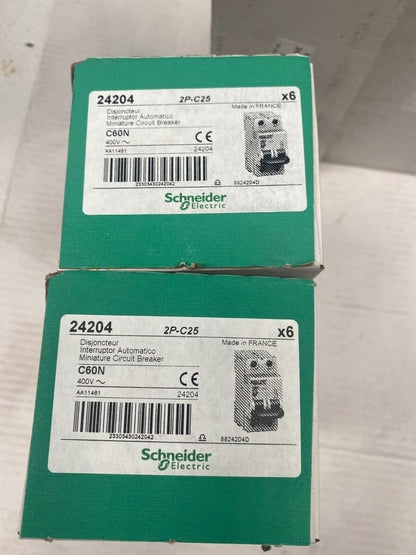 24204 2P-C25 x6
Disjoncteur
Interruptor Automatico
Miniature Circuit Breaker
Made in FRANCE
C60N
400V ~
CE
AA11461 24204
23303430242042 8824204D
Schneider
Electric
24204 2P-C25 x6
Disjoncteur
Interruptor Automatico
Miniature Circuit Breaker
Made in FRANCE
C60N
400V ~
CE
AA11461 24204
23303430242042 8824204D
Schneider
Electric